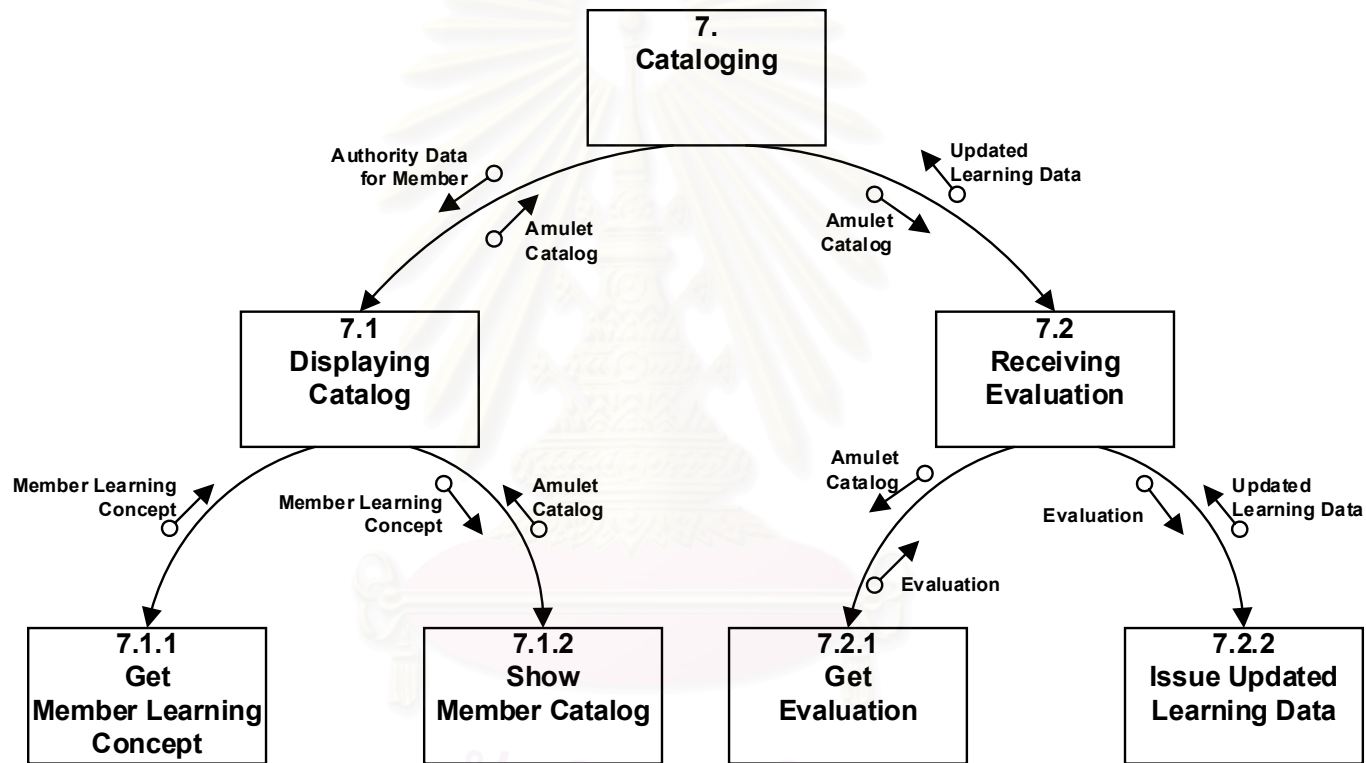 7.
Cataloging
Authority Data
for Member
Amulet
Catalog
Amulet
Catalog
Updated
Learning Data
7.1
Displaying
Catalog
7.2
Receiving
Evaluation
Member Learning
Concept
Member Learning
Concept
Amulet
Catalog
Amulet
Catalog
Evaluation
Evaluation
Updated
Learning Data
7.1.1
Get
Member Learning
Concept
7.1.2
Show
Member Catalog
7.2.1
Get
Evaluation
7.2.2
Issue Updated
Learning Data